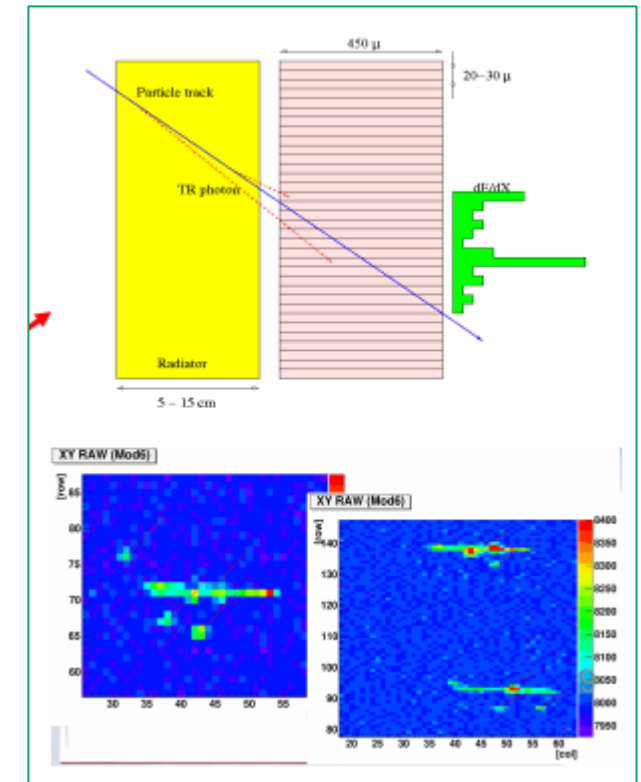 450 μ
20–30 μ
Particle track
TR photon
dE/dX
Radiator
5 – 15 cm
XY RAW (Mod6)
[row]
85
80
75
70
65
60
30 35 40 45 50 55
XY RAW (Mod6)
[row]
140
130
120
110
100
90
80
20 25 30 35 40 45 50 55 60
[col]
8400
8350
8300
8250
8200
8150
8100
8050
8000
7950